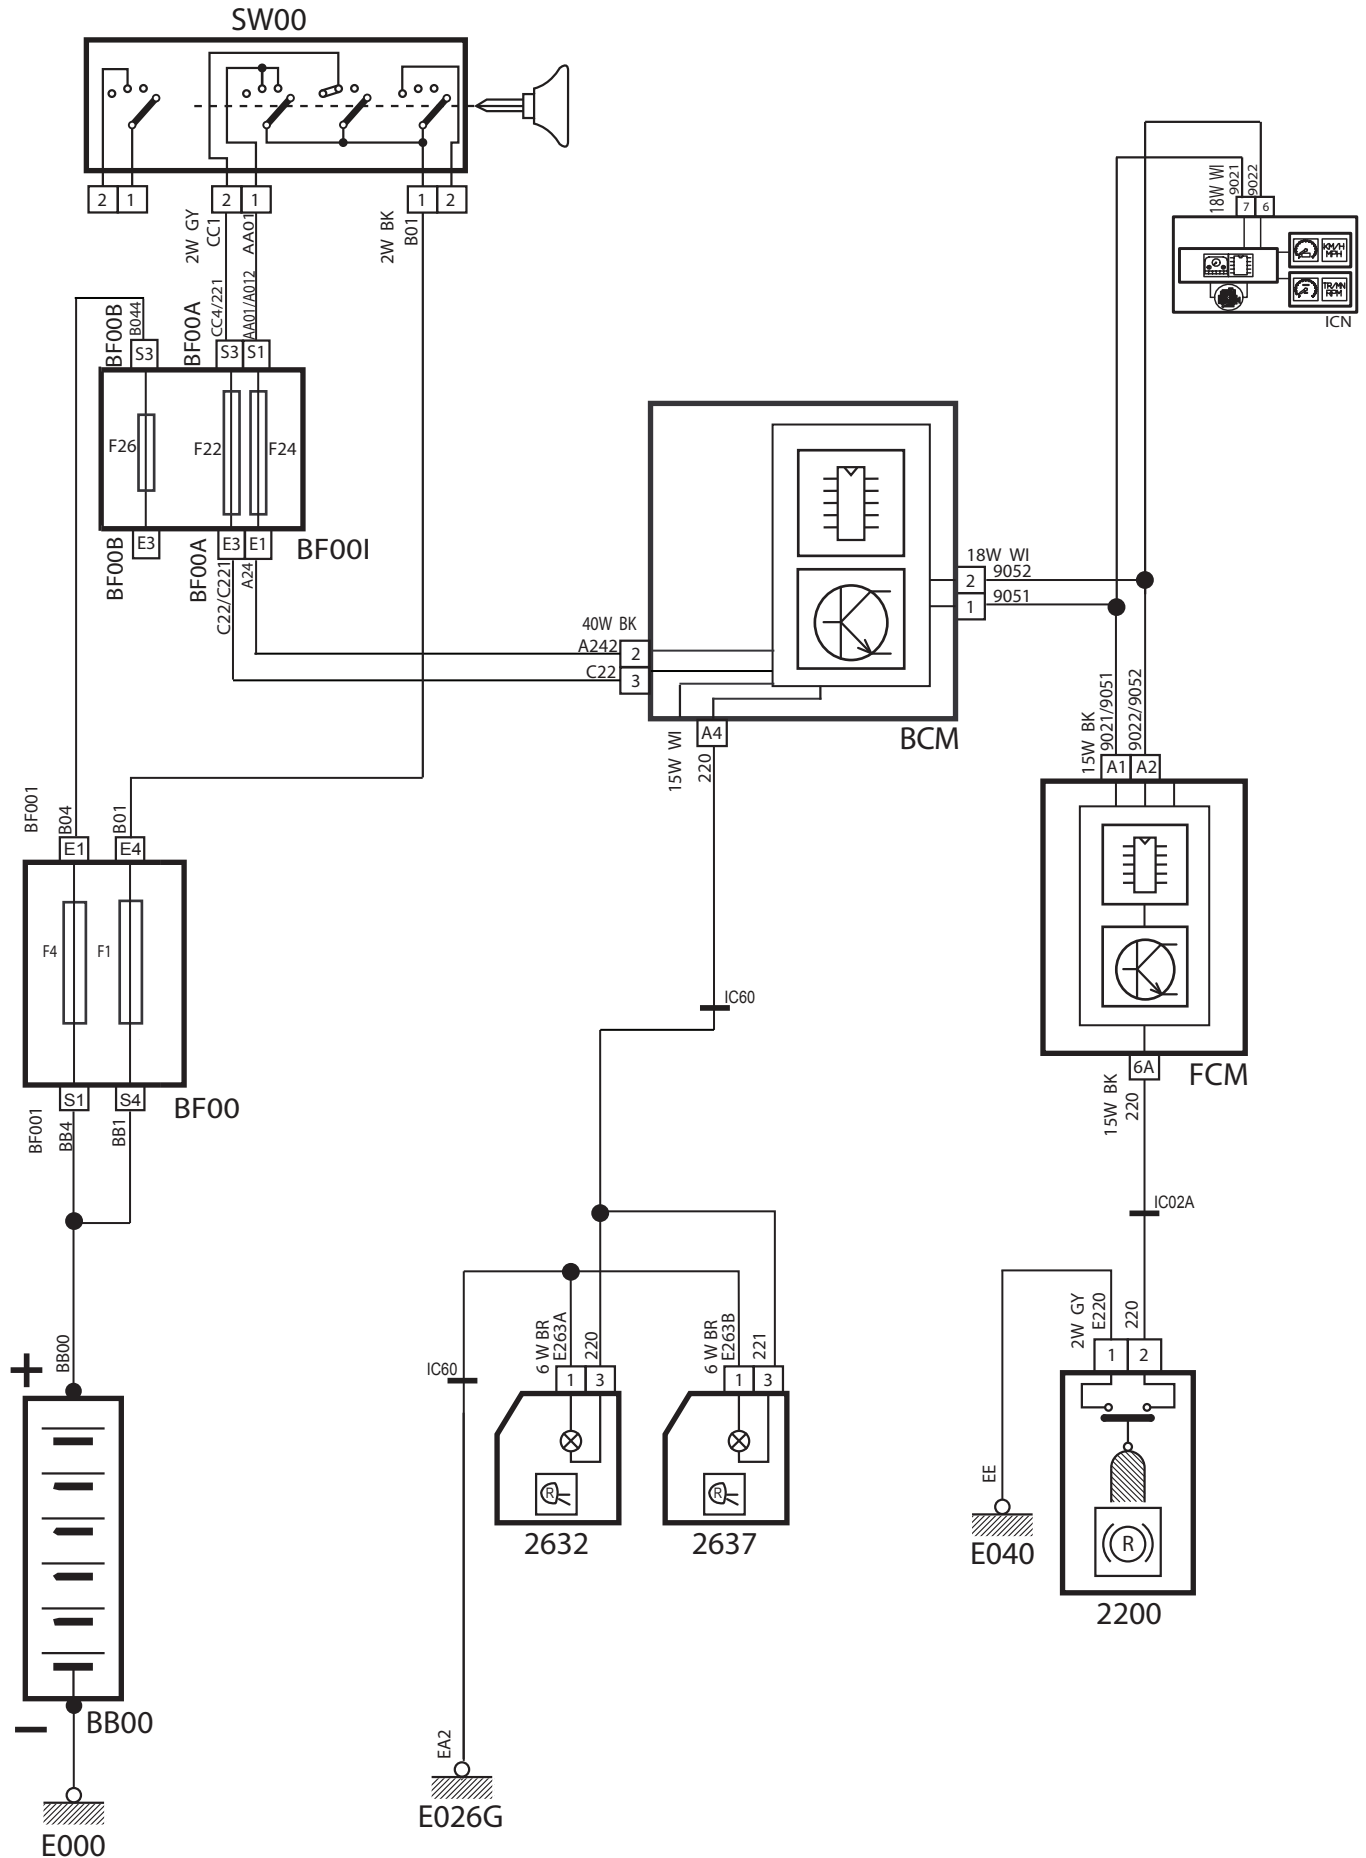 SW00
2
1
2
1
1
2
2W GY
CC1
AA01
2W BK
B01
18W WI
9021
9022
7
6
KM/H
MPH
TR/MN
RPM
ICN
BF00B
B044
BF00A
CC4/221
AA01/A012
S3
S3
S1
F26
F22
F24
E3
E3
E1
BF00I
BF00B
BF00A
C22/C221
A24
40W BK
A242
2
C22
3
18W WI
2
9052
1
9051
BCM
15W WI
A4
220
15W BK
9021/9051
9022/9052
A1
A2
BF001
B04
B01
E1
E4
F4
F1
S1
S4
BF00
BF001
BB4
BB1
IC60
6A
FCM
15W BK
220
IC02A
BB00
+
IC60
6 W BR
E263A
220
6 W BR
E263B
221
1
3
1
3
R
R
2632
2637
2W GY
E220
220
1
2
EE
E040
R
2200
BB00
–
EA2
E026G
E000